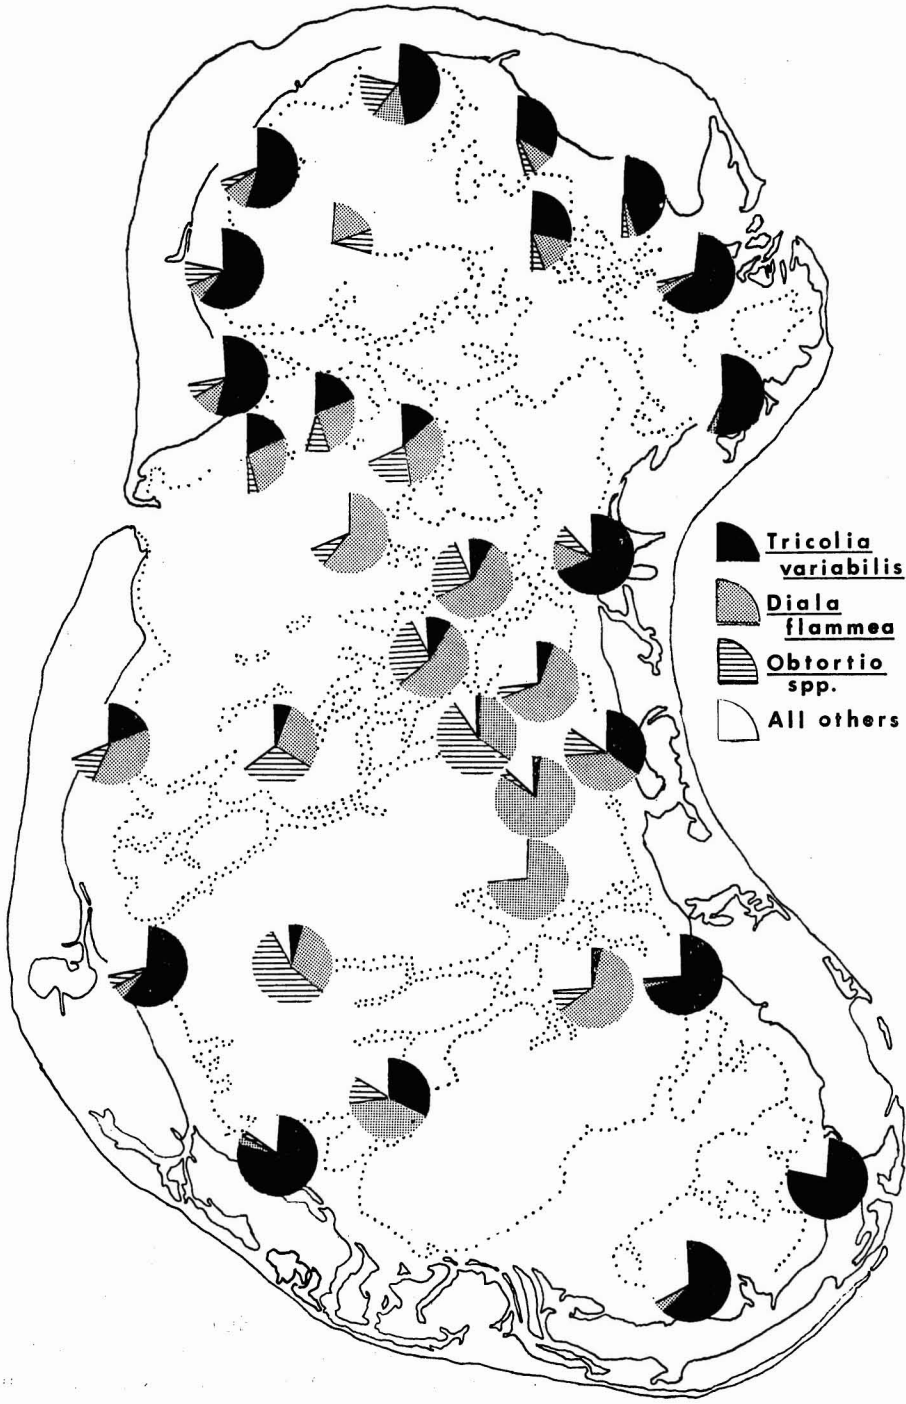 Tricolia
variabilis
Diala
flammea
Obtortio
spp.
All others